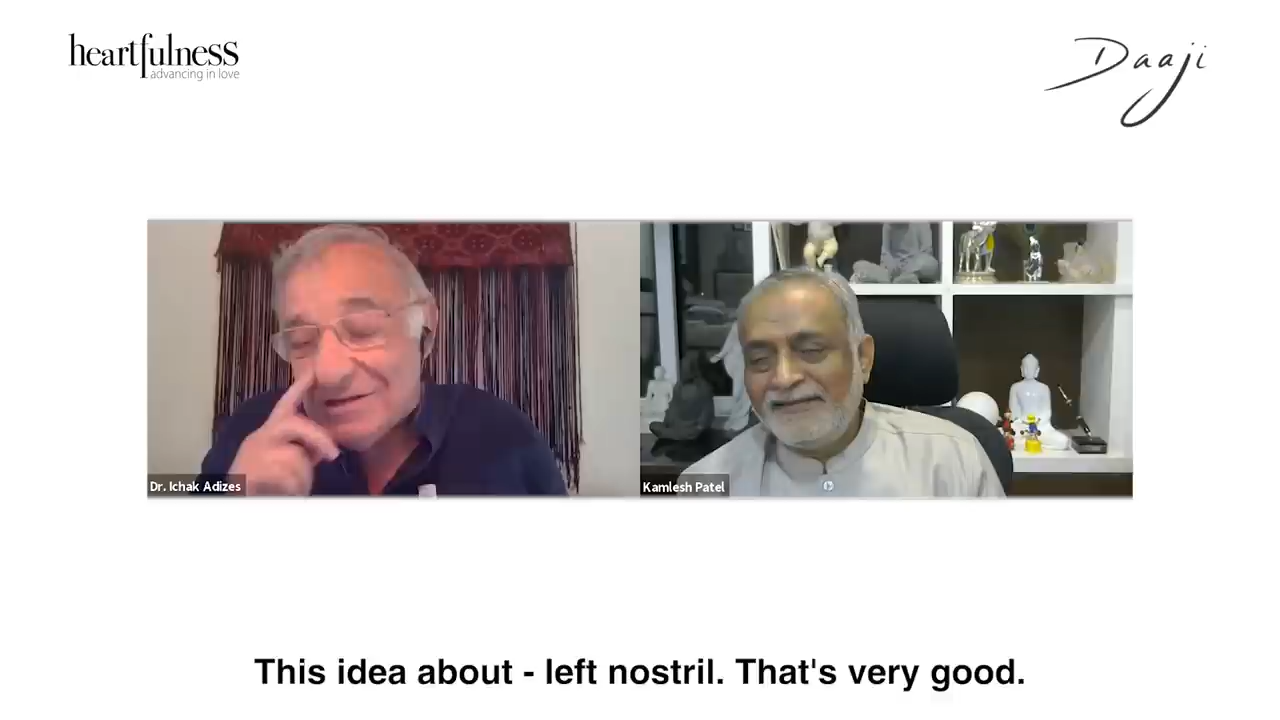 heartfulness
advancing in love
Daaji
Dr. Ichak Adizes
Kamlesh Patel
This idea about - left nostril. That's very good.